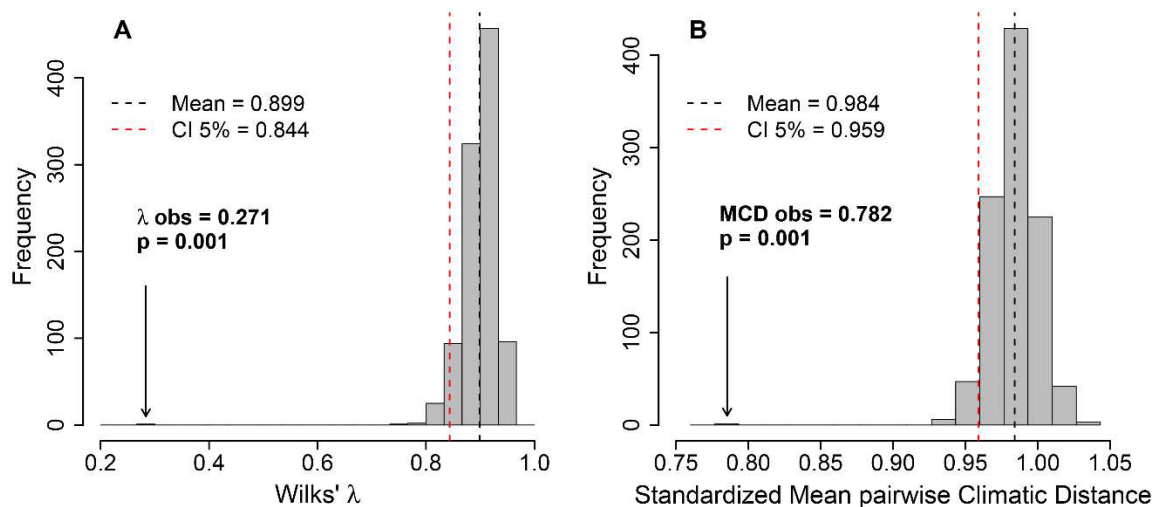 A
Mean = 0.899
CI 5% = 0.844
λ obs = 0.271
p = 0.001
Frequency
0
100
200
300
400
0.2
0.4
0.6
0.8
1.0
Wilks' λ
B
Mean = 0.984
CI 5% = 0.959
MCD obs = 0.782
p = 0.001
Frequency
0
100
200
300
400
0.75
0.80
0.85
0.90
0.95
1.00
1.05
Standardized Mean pairwise Climatic Distance